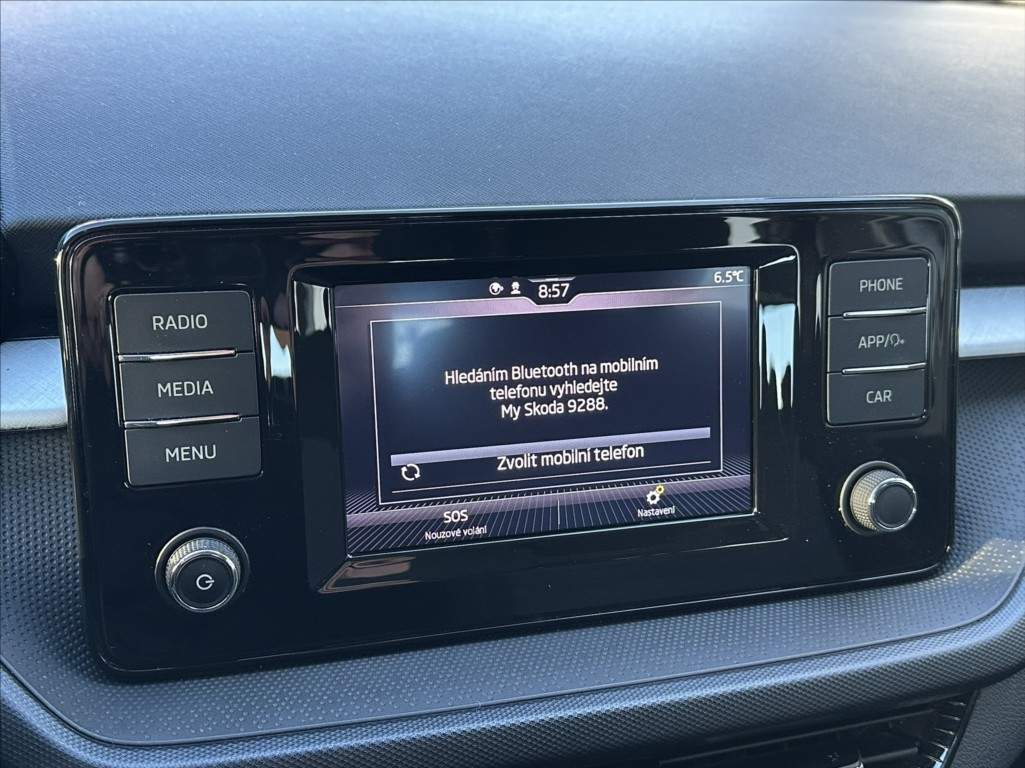 8:57
6.5°C
RADIO
MEDIA
MENU
Hledáním Bluetooth na mobilním
telefonu vyhledejte
My Skoda 9288.
Zvolit mobilní telefon
SOS
Nouzové volání
Nastavení
PHONE
APP/
CAR